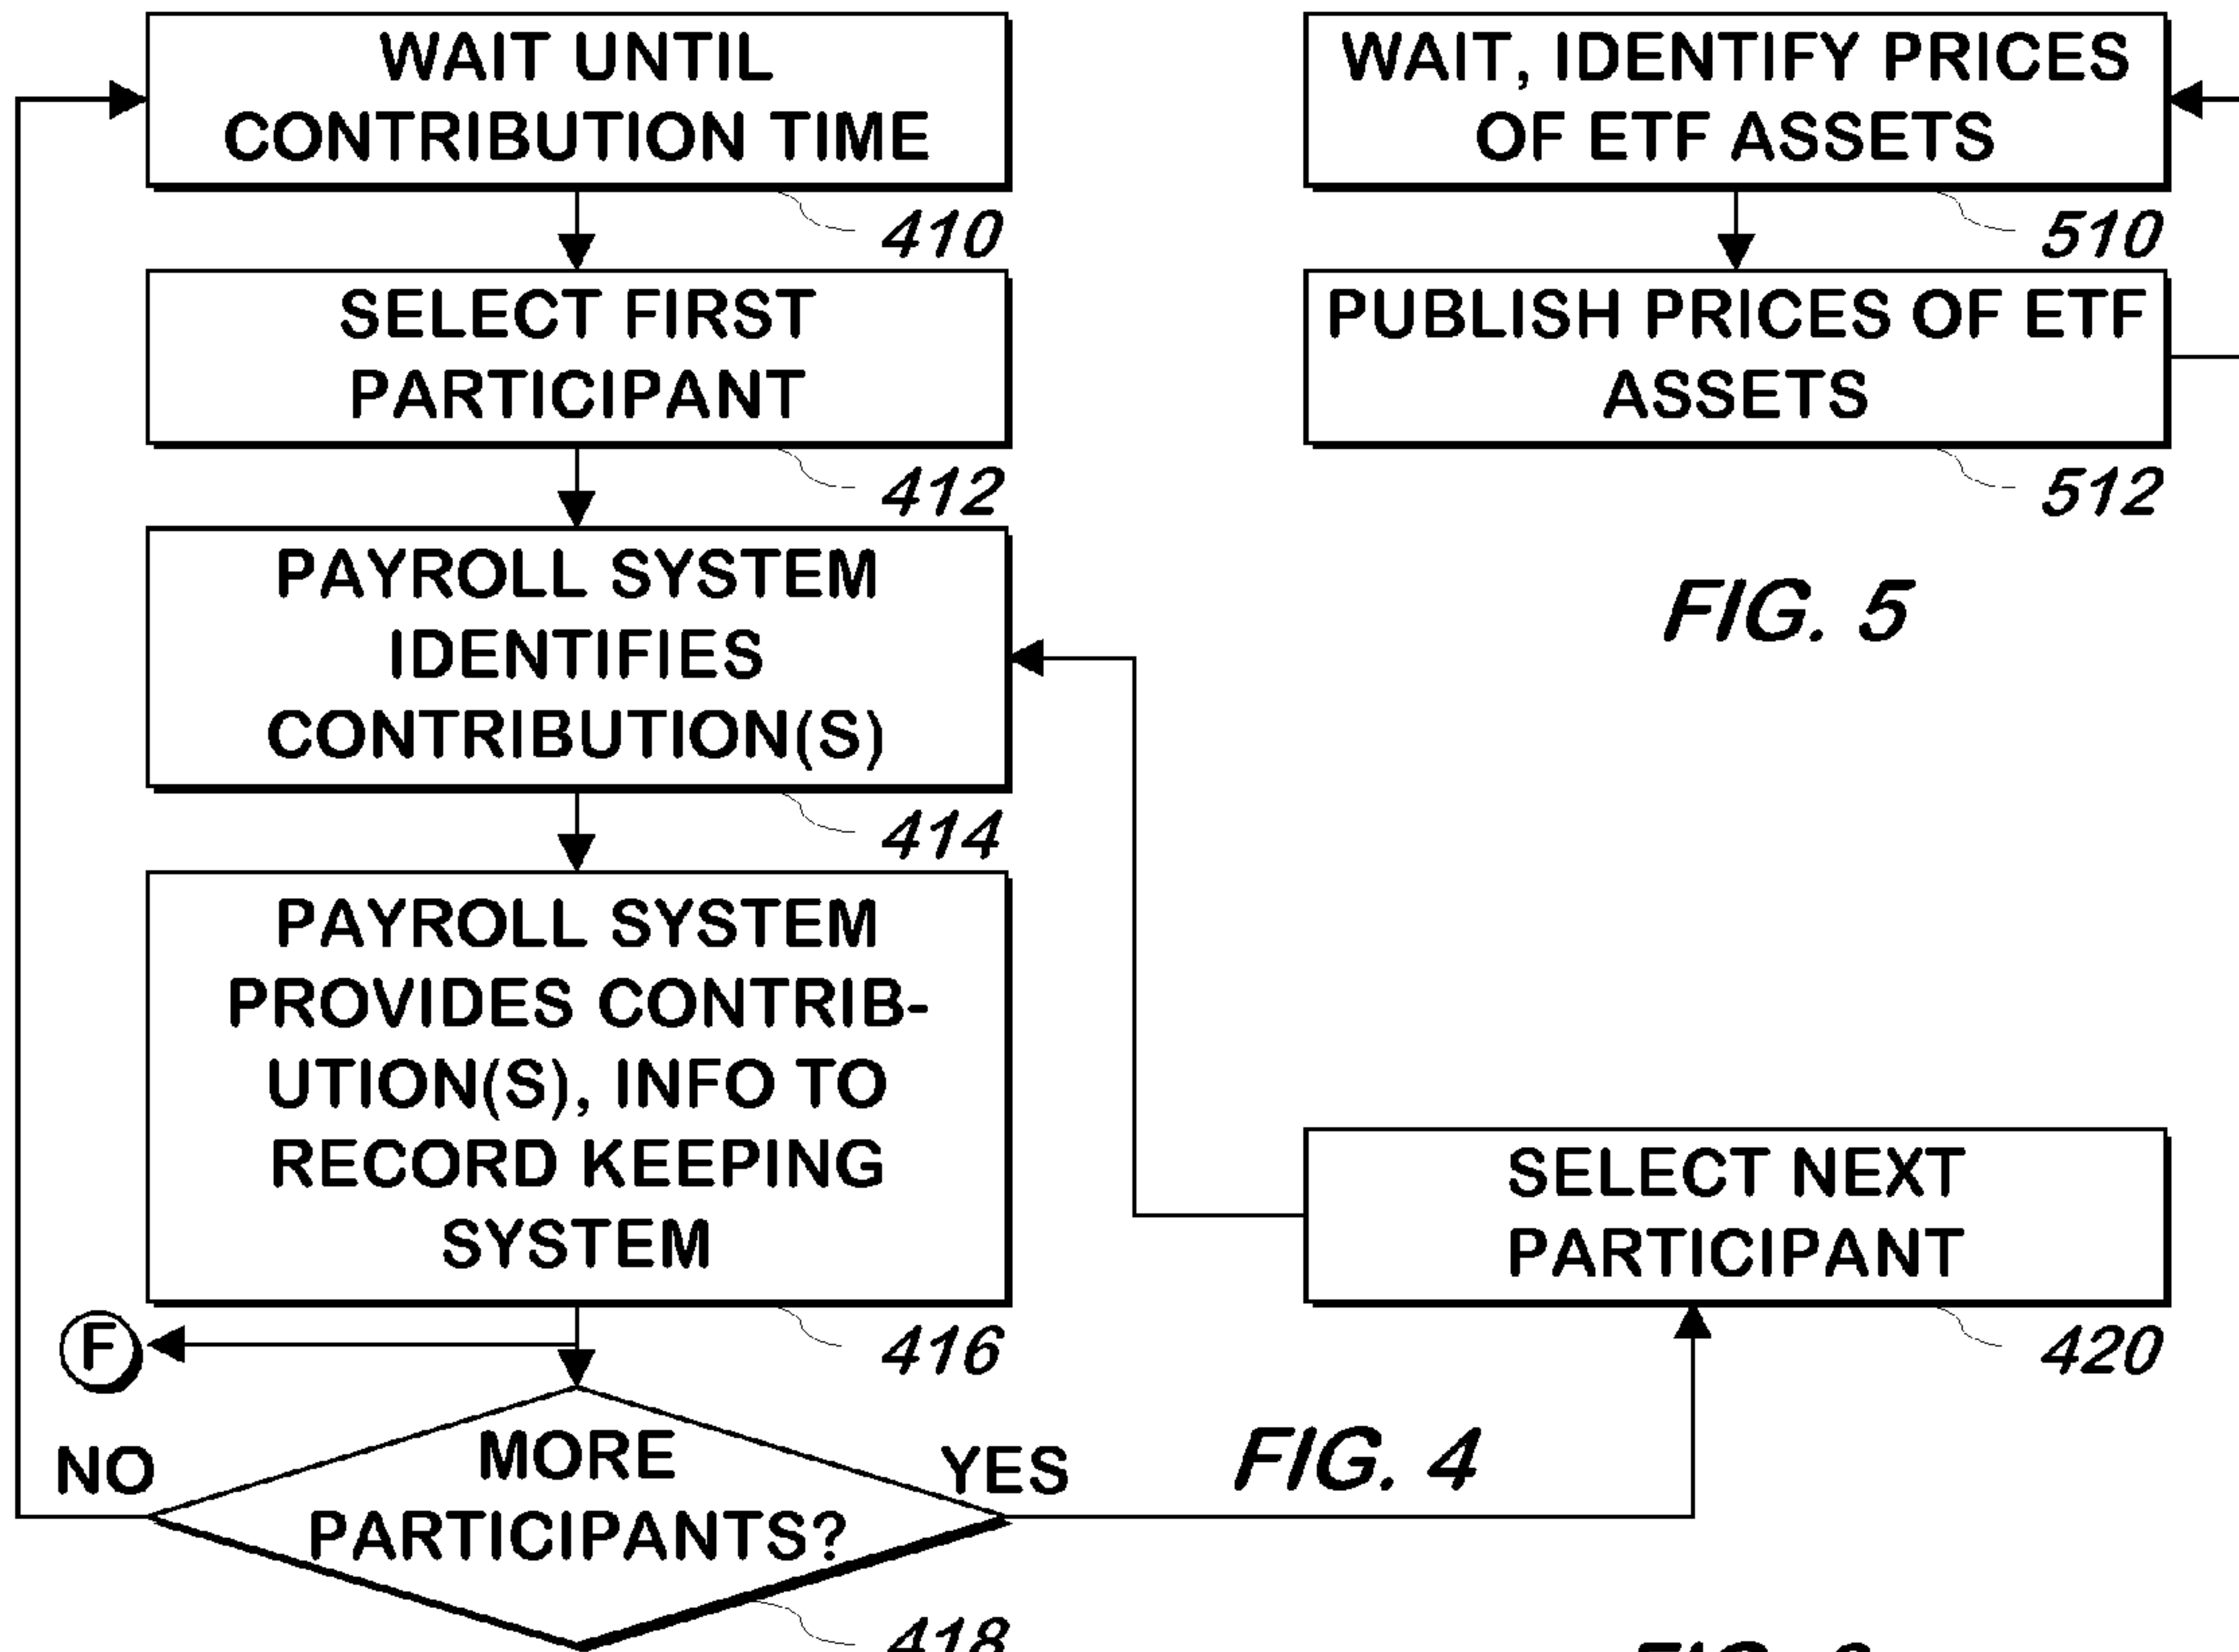 WAIT UNTIL
CONTRIBUTION TIME
410
SELECT FIRST
PARTICIPANT
412
PAYROLL SYSTEM
IDENTIFIES
CONTRIBUTION(S)
414
PAYROLL SYSTEM
PROVIDES CONTRIB-
UTION(S), INFO TO
RECORD KEEPING
SYSTEM
416
F
MORE
PARTICIPANTS?
NO
YES
418
SELECT NEXT
PARTICIPANT
420
FIG. 4
WAIT, IDENTIFY PRICES
OF ETF ASSETS
510
PUBLISH PRICES OF ETF
ASSETS
512
FIG. 5